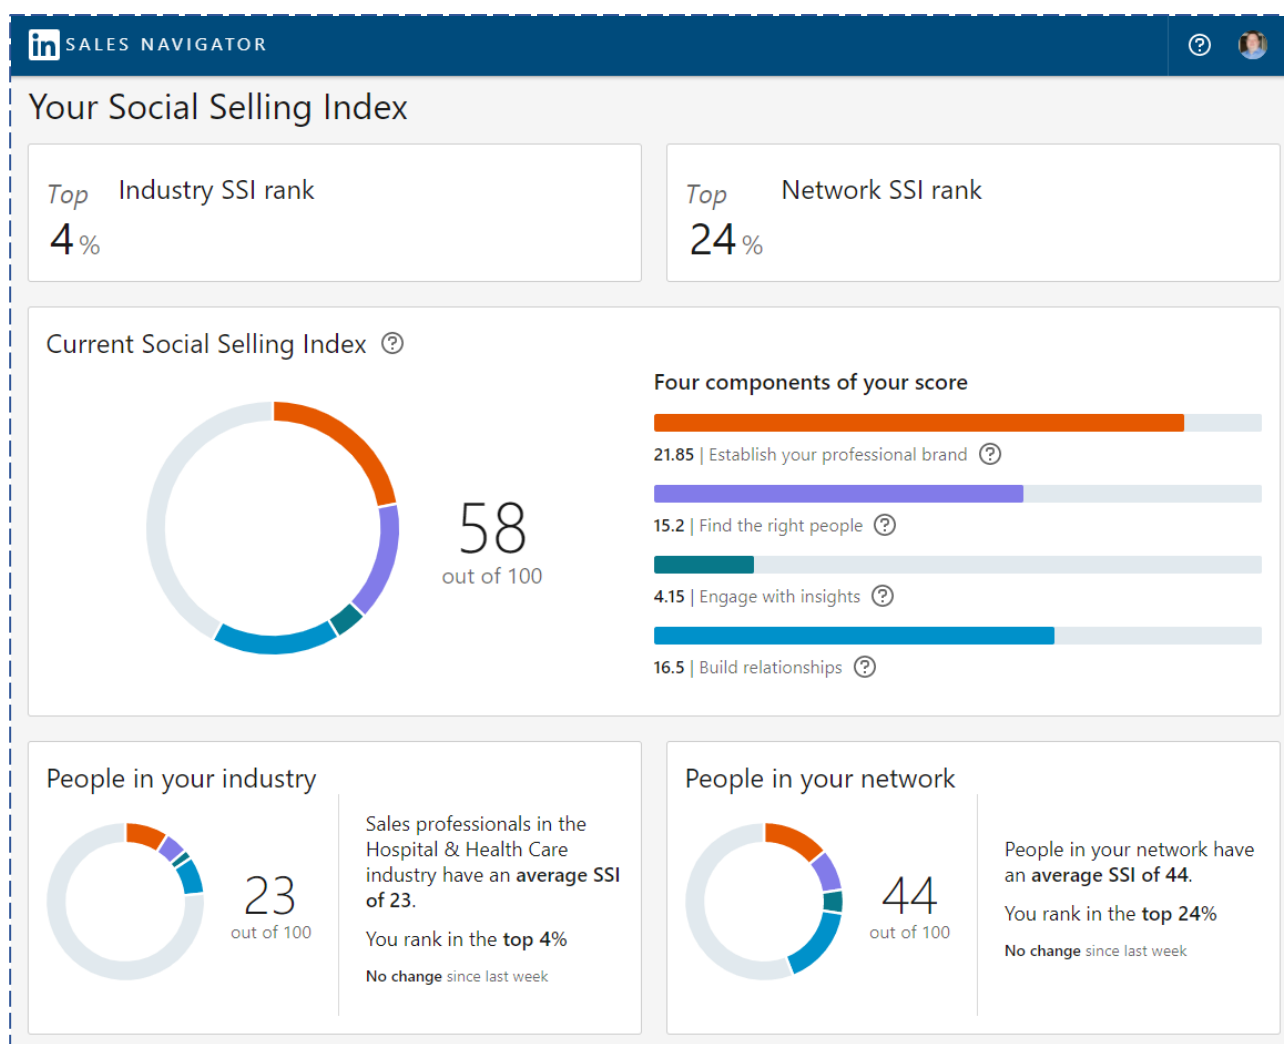 in SALES NAVIGATOR
Your Social Selling Index
Top Industry SSI rank
4 %
Top Network SSI rank
24 %
Current Social Selling Index ?
58
out of 100
Four components of your score
21.85 | Establish your professional brand ?
15.2 | Find the right people ?
4.15 | Engage with insights ?
16.5 | Build relationships ?
People in your industry
23
out of 100
Sales professionals in the
Hospital & Health Care
industry have an average SSI
of 23.
You rank in the top 4%
No change since last week
People in your network
44
out of 100
People in your network have
an average SSI of 44.
You rank in the top 24%
No change since last week